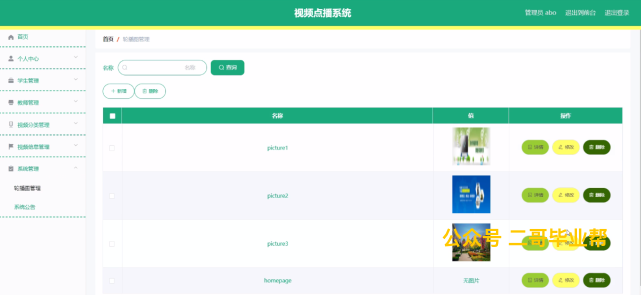 视频点播系统
管理员 abo 退出到前台 退出登录
首页
个人中心
学生管理
教师管理
视频分类管理
视频信息管理
系统管理
轮播图管理
系统公告
首页 / 轮播图管理
名称 名称 查询
+ 新增 删除
名称 值 操作
picture1 详情 修改 删除
picture2 详情 修改 删除
picture3 详情 修改 删除
公众号 二哥毕业帮
homepage 无图片 详情 修改 删除